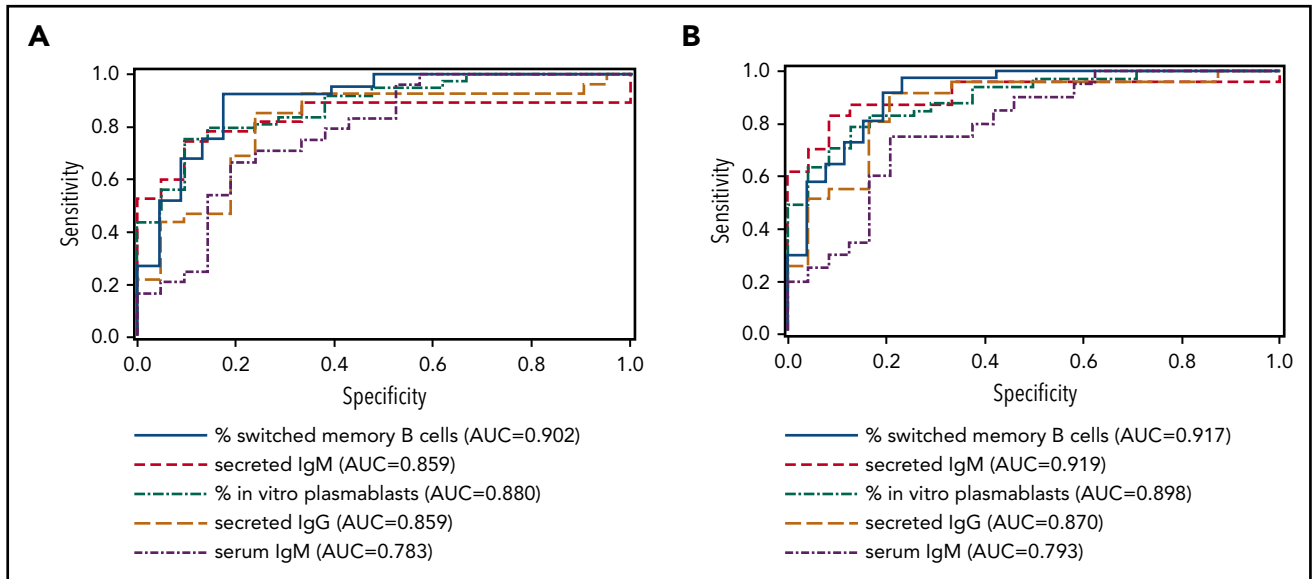 A
1.0
0.8
0.6
0.4
0.2
0.0
Sensitivity
0.0 0.2 0.4 0.6 0.8 1.0
Specificity
% switched memory B cells (AUC=0.902)
secreted IgM (AUC=0.859)
% in vitro plasmablasts (AUC=0.880)
secreted IgG (AUC=0.859)
serum IgM (AUC=0.783)
B
1.0
0.8
0.6
0.4
0.2
0.0
Sensitivity
0.0 0.2 0.4 0.6 0.8 1.0
Specificity
% switched memory B cells (AUC=0.917)
secreted IgM (AUC=0.919)
% in vitro plasmablasts (AUC=0.898)
secreted IgG (AUC=0.870)
serum IgM (AUC=0.793)